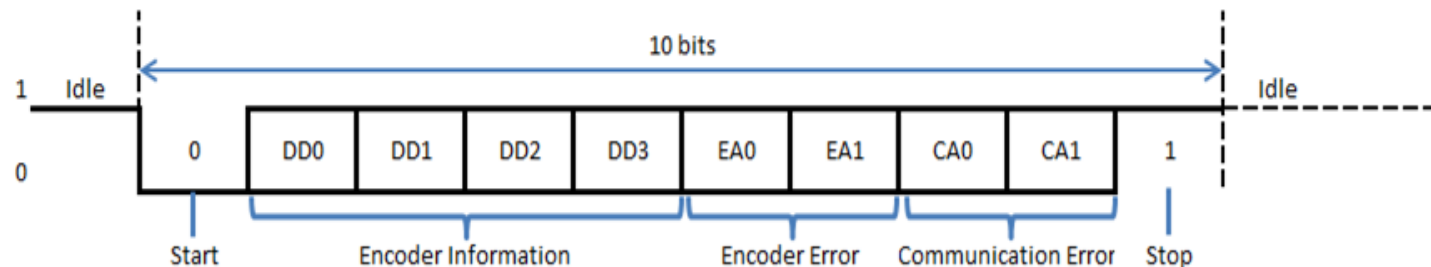 10 bits
1 Idle Idle
0 DD0 DD1 DD2 DD3 EA0 EA1 CA0 CA1 1
0
Start Encoder Information Encoder Error Communication Error Stop